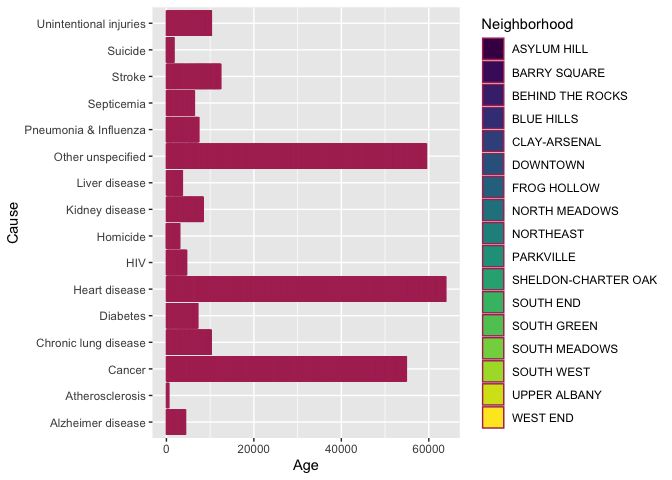 Unintentional injuries
Suicide
Stroke
Septicemia
Pneumonia & Influenza
Other unspecified
Liver disease
Kidney disease
Homicide
HIV
Heart disease
Diabetes
Chronic lung disease
Cancer
Atherosclerosis
Alzheimer disease
Cause
0 20000 40000 60000
Age
Neighborhood
ASYLUM HILL
BARRY SQUARE
BEHIND THE ROCKS
BLUE HILLS
CLAY-ARSENAL
DOWNTOWN
FROG HOLLOW
NORTH MEADOWS
NORTHEAST
PARKVILLE
SHELDON-CHARTER OAK
SOUTH END
SOUTH GREEN
SOUTH MEADOWS
SOUTH WEST
UPPER ALBANY
WEST END